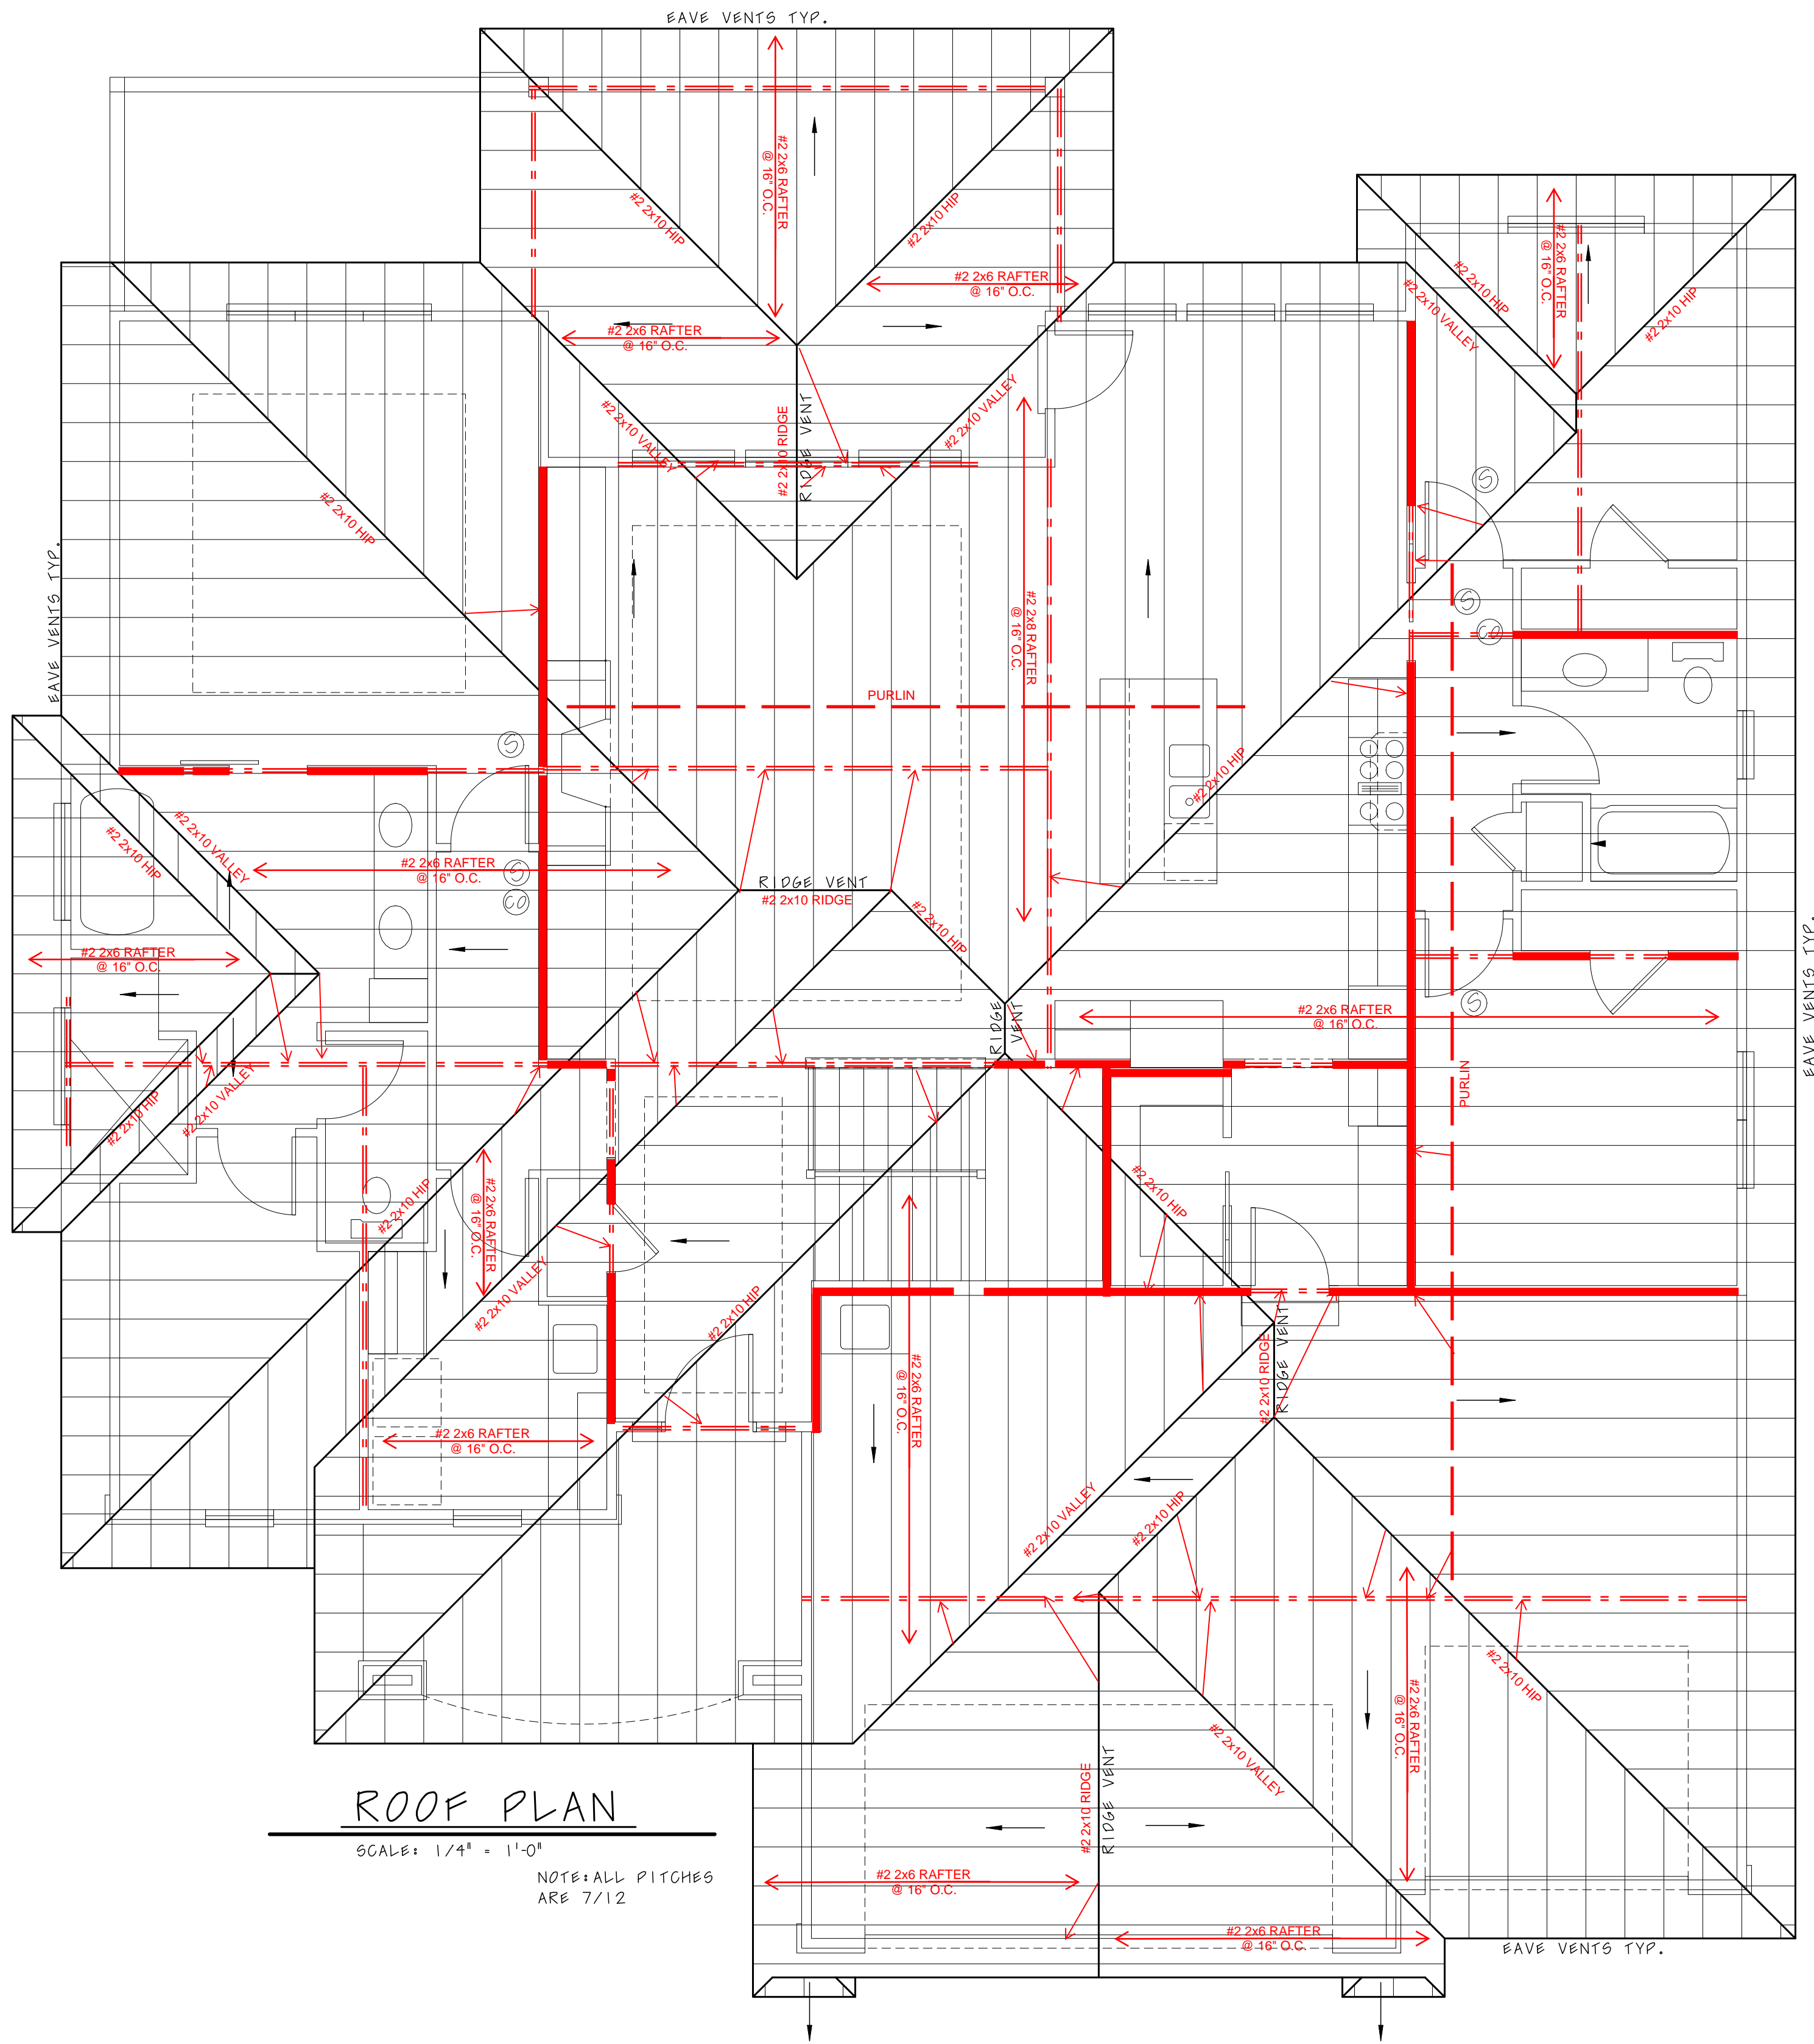 EAVE VENTS TYP.
#2 2x6 RAFTER
@ 16" O.C.
#2 2x10 HIP
#2 2x10 HIP
#2 2x6 RAFTER
@ 16" O.C.
#2 2x6 RAFTER
@ 16" O.C.
#2 2x6 RAFTER
@ 16" O.C.
#2 2x10 HIP
#2 2x10 HIP
#2 2x10 VALLEY
#2 2x10 VALLEY
#2 2x10 RIDGE
RIDGE VENT
#2 2x10 VALLEY
#2 2x10 HIP
S
EAVE VENTS TYP.
#2 2x8 RAFTER
@ 16" O.C.
S
CO
PURLIN
S
#2 2x10 HIP
#2 2x10 VALLEY
#2 2x10 HIP
#2 2x6 RAFTER
@ 16" O.C.
S
CO
RIDGE VENT
#2 2x10 RIDGE
#2 2x10 HIP
#2 2x6 RAFTER
@ 16" O.C.
EAVE VENTS TYP.
S
RIDGE
VENT
#2 2x6 RAFTER
@ 16" O.C.
PURLIN
#2 2x10 HIP
#2 2x10 VALLEY
#2 2x10 HIP
#2 2x6 RAFTER
@ 16" O.C.
#2 2x10 HIP
#2 2x10 VALLEY
#2 2x10 HIP
#2 2x10 RIDGE
RIDGE VENT
#2 2x6 RAFTER
@ 16" O.C.
#2 2x6 RAFTER
@ 16" O.C.
#2 2x10 VALLEY
#2 2x10 HIP
#2 2x10 HIP
#2 2x6 RAFTER
@ 16" O.C.
#2 2x10 VALLEY
#2 2x10 RIDGE
RIDGE VENT
ROOF PLAN
SCALE: 1/4" = 1'-0"
NOTE: ALL PITCHES
ARE 7/12
#2 2x6 RAFTER
@ 16" O.C.
#2 2x6 RAFTER
@ 16" O.C.
EAVE VENTS TYP.